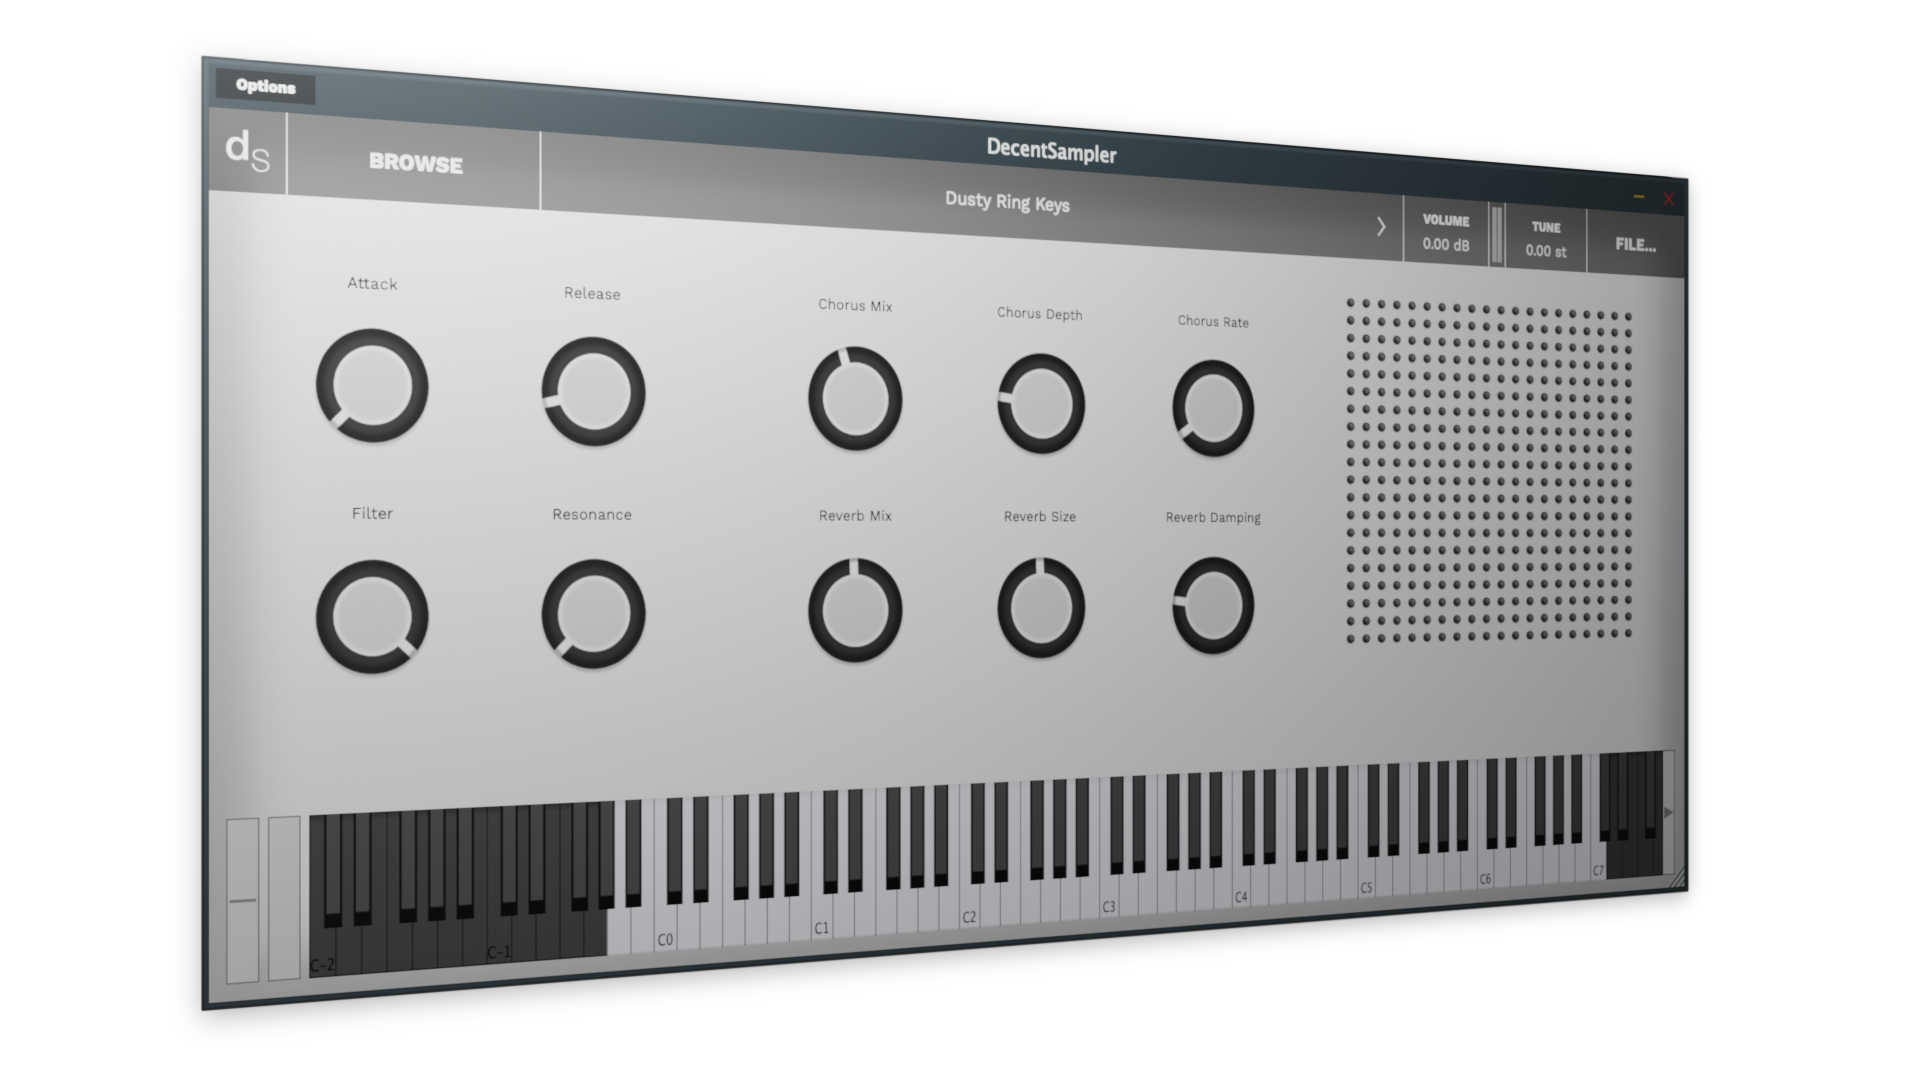 Options
DecentSampler
ds
BROWSE
Dusty Ring Keys
VOLUME
0.00 dB
TUNE
0.00 st
FILE...
Attack
Release
Chorus Mix
Chorus Depth
Chorus Rate
Filter
Resonance
Reverb Mix
Reverb Size
Reverb Damping
C-2
C-1
C0
C1
C2
C3
C4
C5
C6
C7